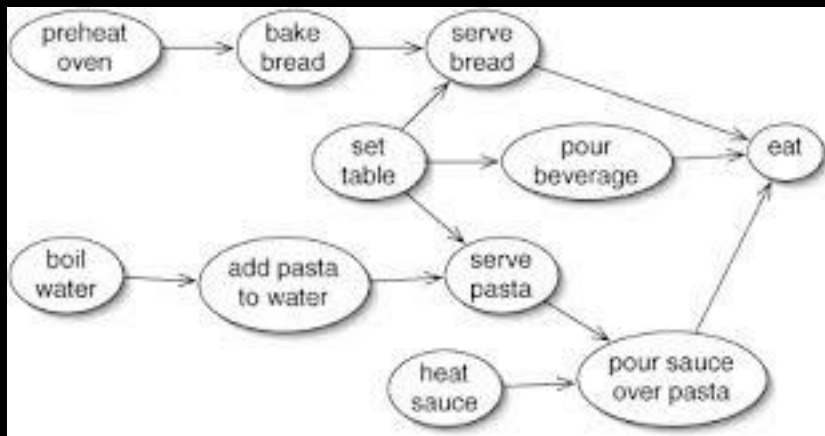 preheat
oven
bake
bread
serve
bread
set
table
pour
beverage
eat
boil
water
add pasta
to water
serve
pasta
heat
sauce
pour sauce
over pasta